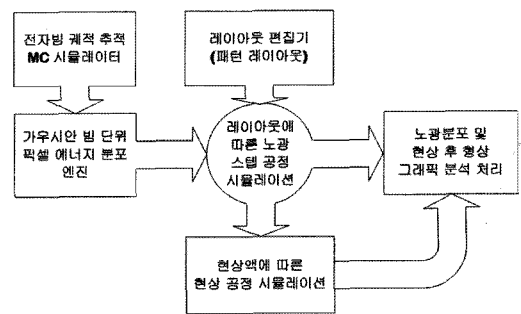 전자빔 궤적 추적
MC 시뮬레이터
레이아웃 편집기
(패턴 레이아웃)
가우시안 빔 단위
픽셀 에너지 분포
엔진
레이아웃에
따른 노광
스텝 공정
시뮬레이션
노광분포 및
현상 후 형상
그래픽 분석 처리
현상액에 따른
현상 공정 시뮬레이션